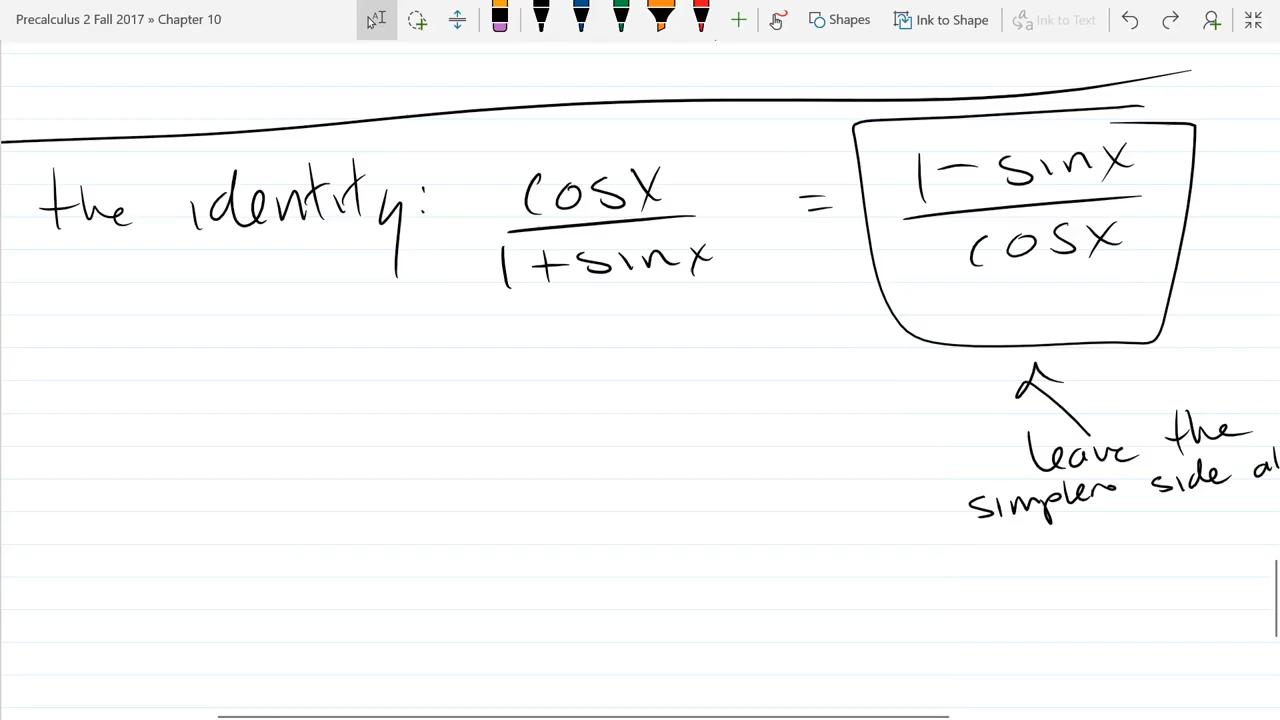 Precalculus 2 Fall 2017 » Chapter 10
Shapes
Ink to Shape
Ink to Text
the identity: cosx / 1+sinx = 1-sinx / cosx
leave the
simpler side al